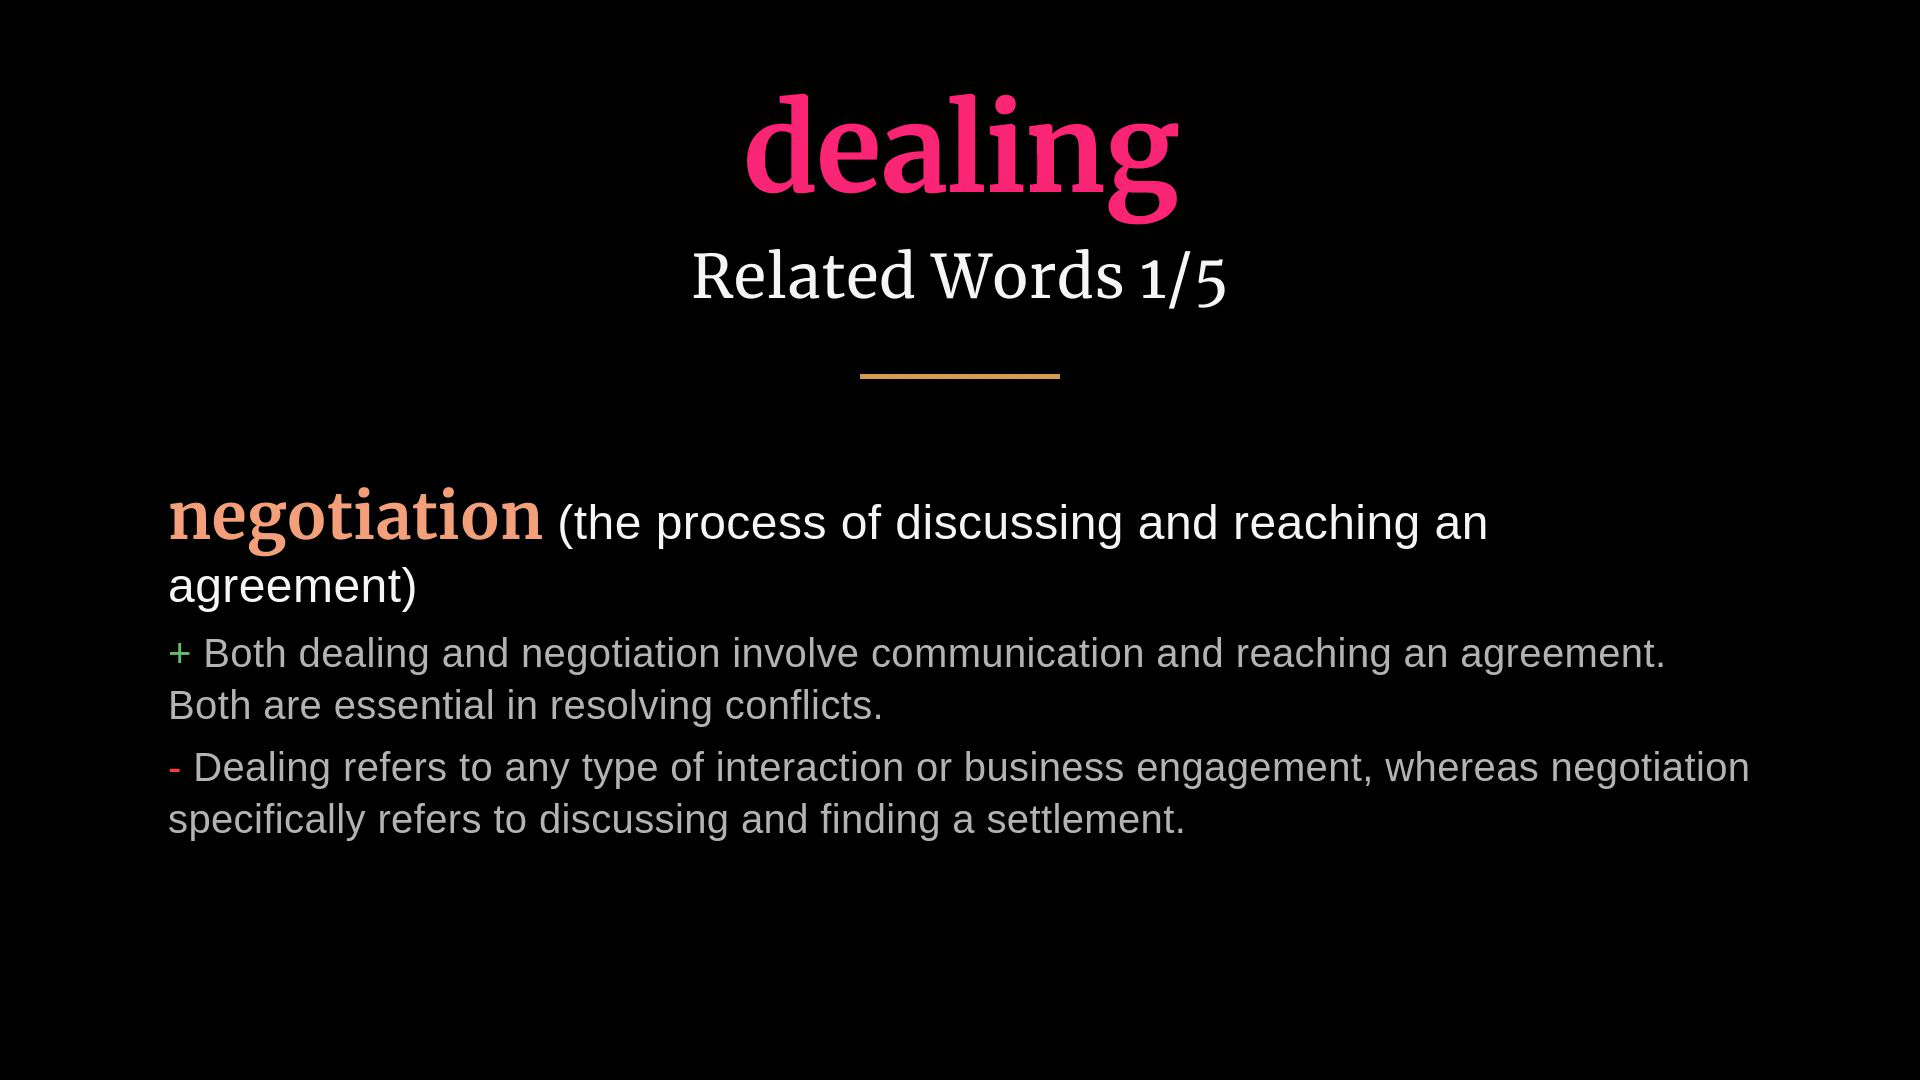 dealing
Related Words 1/5
negotiation (the process of discussing and reaching an
agreement)
+ Both dealing and negotiation involve communication and reaching an agreement.
Both are essential in resolving conflicts.
- Dealing refers to any type of interaction or business engagement, whereas negotiation
specifically refers to discussing and finding a settlement.